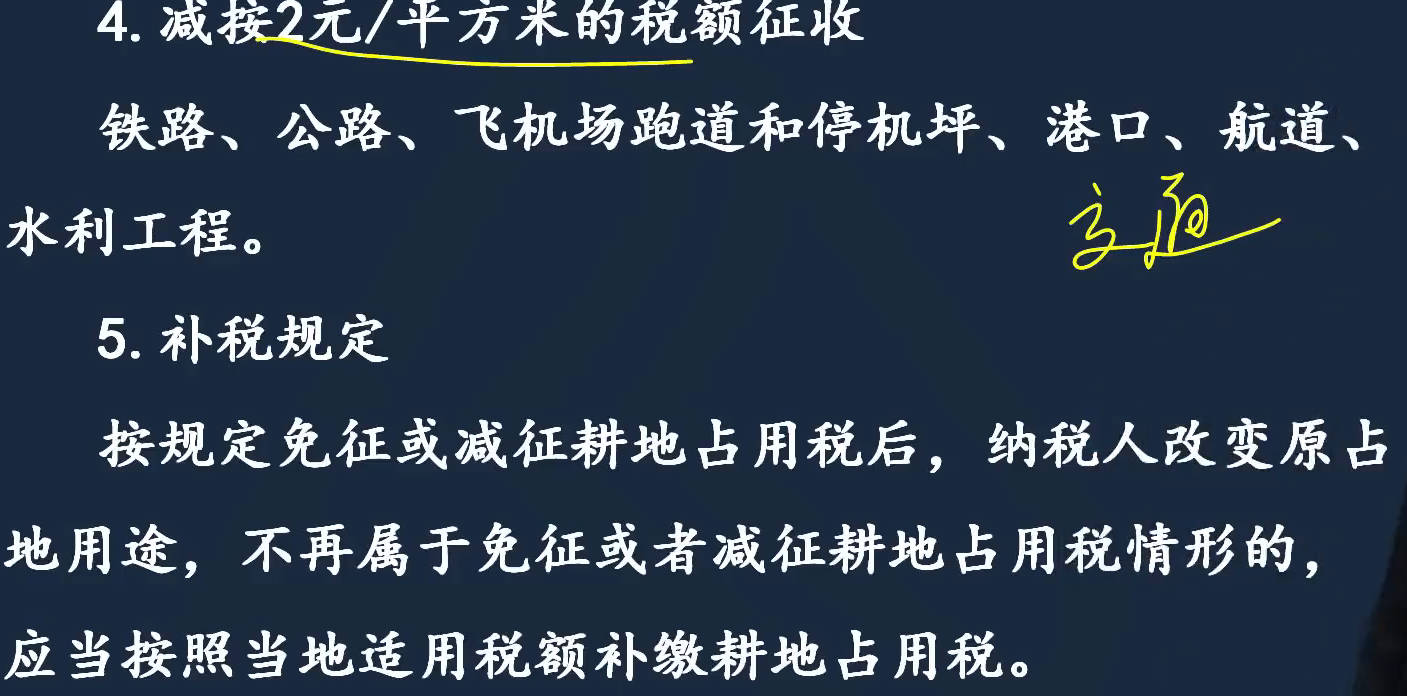 4. 减按2元/平方米的税额征收
铁路、公路、飞机场跑道和停机坪、港口、航道、
水利工程。
交通
5. 补税规定
按规定免征或减征耕地占用税后，纳税人改变原占
地用途，不再属于免征或者减征耕地占用税情形的，
应当按照当地适用税额补缴耕地占用税。